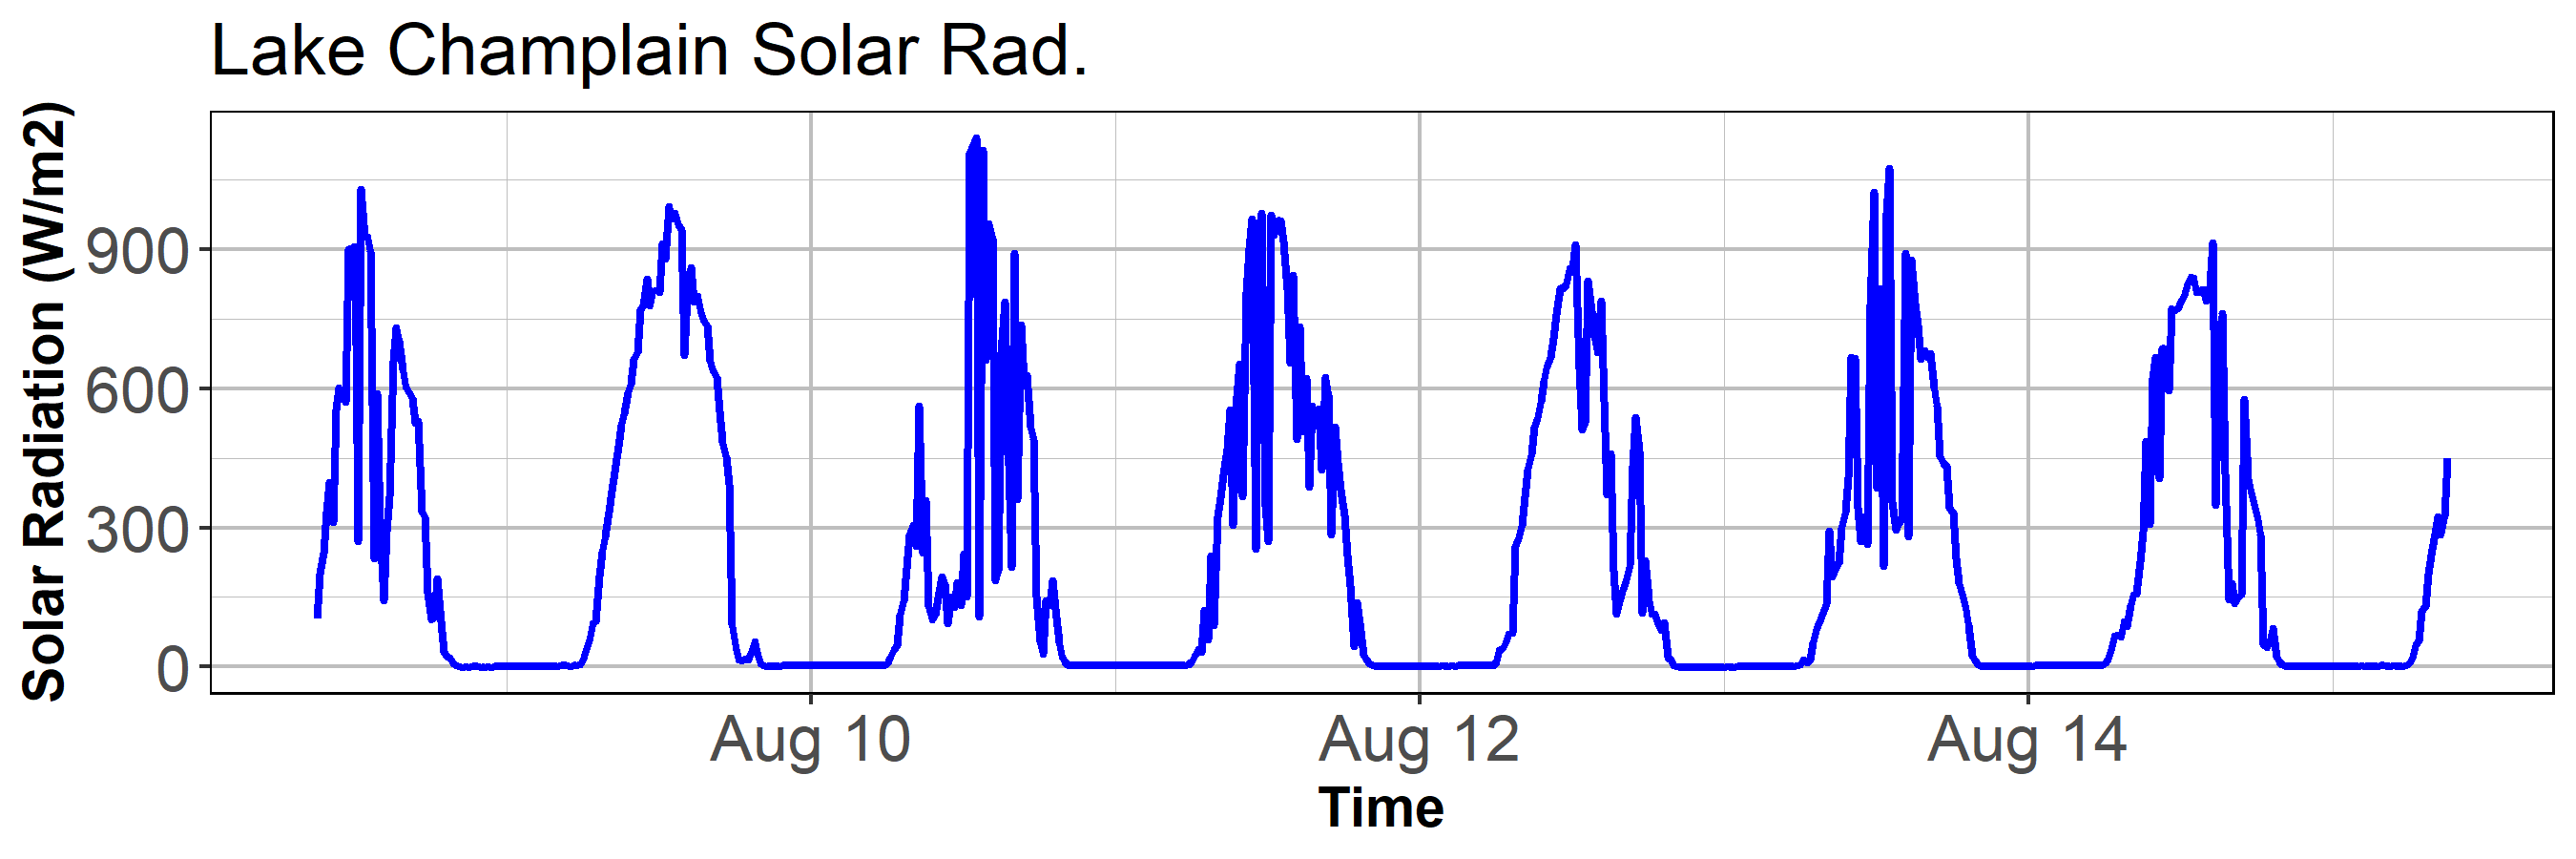 Lake Champlain Solar Rad.
Solar Radiation (W/m2)
900
600
300
0
Aug 10 Aug 12 Aug 14
Time